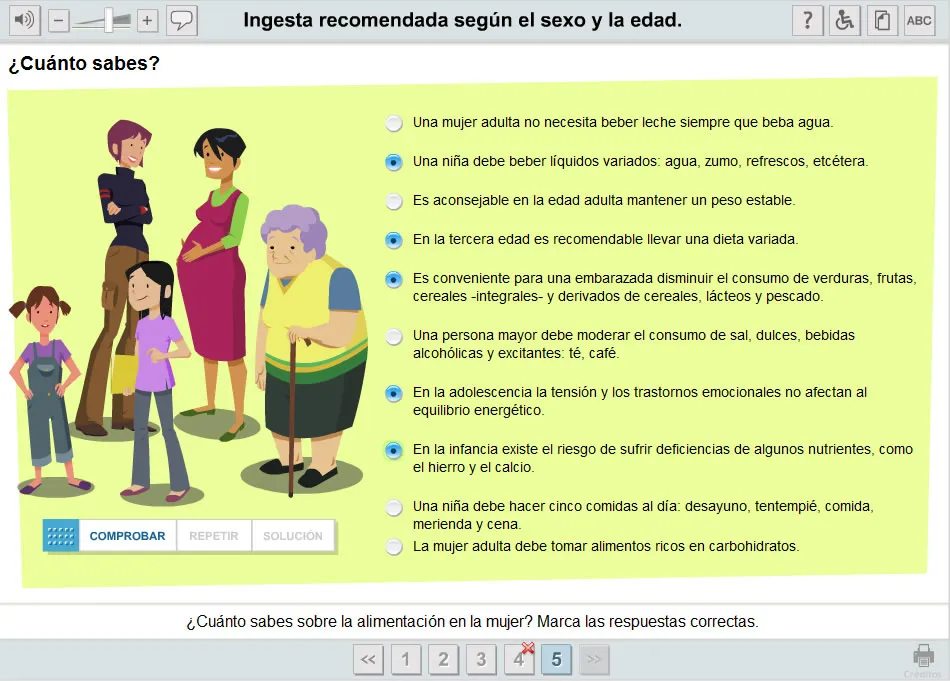 Ingesta recomendada según el sexo y la edad.
?
ABC
¿Cuánto sabes?
Una mujer adulta no necesita beber leche siempre que beba agua.
Una niña debe beber líquidos variados: agua, zumo, refrescos, etcétera.
Es aconsejable en la edad adulta mantener un peso estable.
En la tercera edad es recomendable llevar una dieta variada.
Es conveniente para una embarazada disminuir el consumo de verduras, frutas,
cereales -integrales- y derivados de cereales, lácteos y pescado.
Una persona mayor debe moderar el consumo de sal, dulces, bebidas
alcohólicas y excitantes: té, café.
En la adolescencia la tensión y los trastornos emocionales no afectan al
equilibrio energético.
En la infancia existe el riesgo de sufrir deficiencias de algunos nutrientes, como
el hierro y el calcio.
Una niña debe hacer cinco comidas al día: desayuno, tentempié, comida,
merienda y cena.
La mujer adulta debe tomar alimentos ricos en carbohidratos.
COMPROBAR REPETIR SOLUCIÓN
¿Cuánto sabes sobre la alimentación en la mujer? Marca las respuestas correctas.
<< 1 2 3 4 5 >>
Créditos